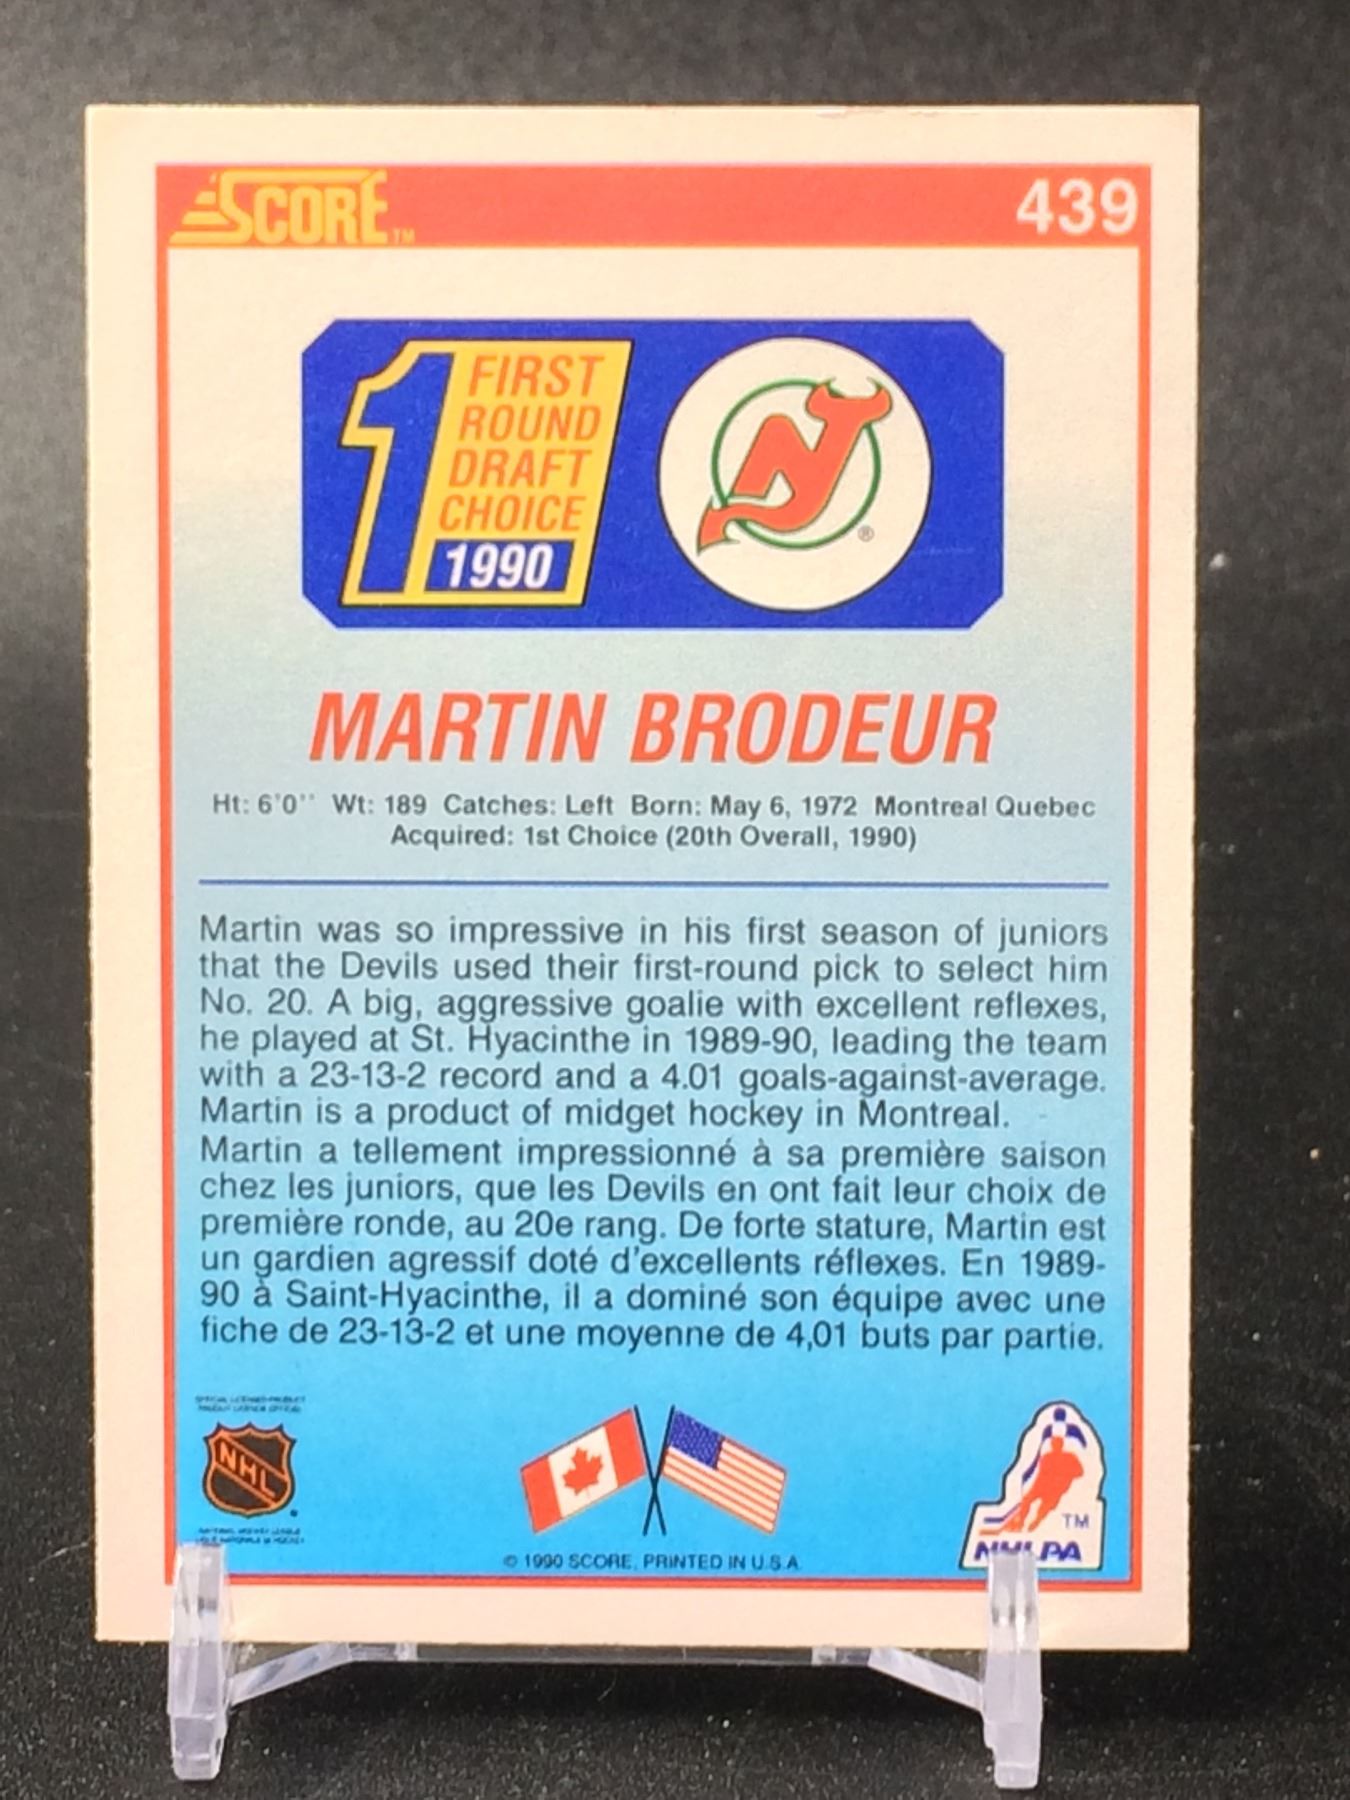 SCORE TM
439
1
FIRST
ROUND
DRAFT
CHOICE
1990
NJ
®
MARTIN BRODEUR
Ht: 6'0'' Wt: 189 Catches: Left Born: May 6, 1972 Montreal Quebec
Acquired: 1st Choice (20th Overall, 1990)
Martin was so impressive in his first season of juniors
that the Devils used their first-round pick to select him
No. 20. A big, aggressive goalie with excellent reflexes,
he played at St. Hyacinthe in 1989-90, leading the team
with a 23-13-2 record and a 4.01 goals-against-average.
Martin is a product of midget hockey in Montreal.
Martin a tellement impressionné à sa première saison
chez les juniors, que les Devils en ont fait leur choix de
première ronde, au 20e rang. De forte stature, Martin est
un gardien agressif doté d'excellents réflexes. En 1989-
90 à Saint-Hyacinthe, il a dominé son équipe avec une
fiche de 23-13-2 et une moyenne de 4,01 buts par partie.
NHL
TM
NHLPA
© 1990 SCORE, PRINTED IN U.S.A.